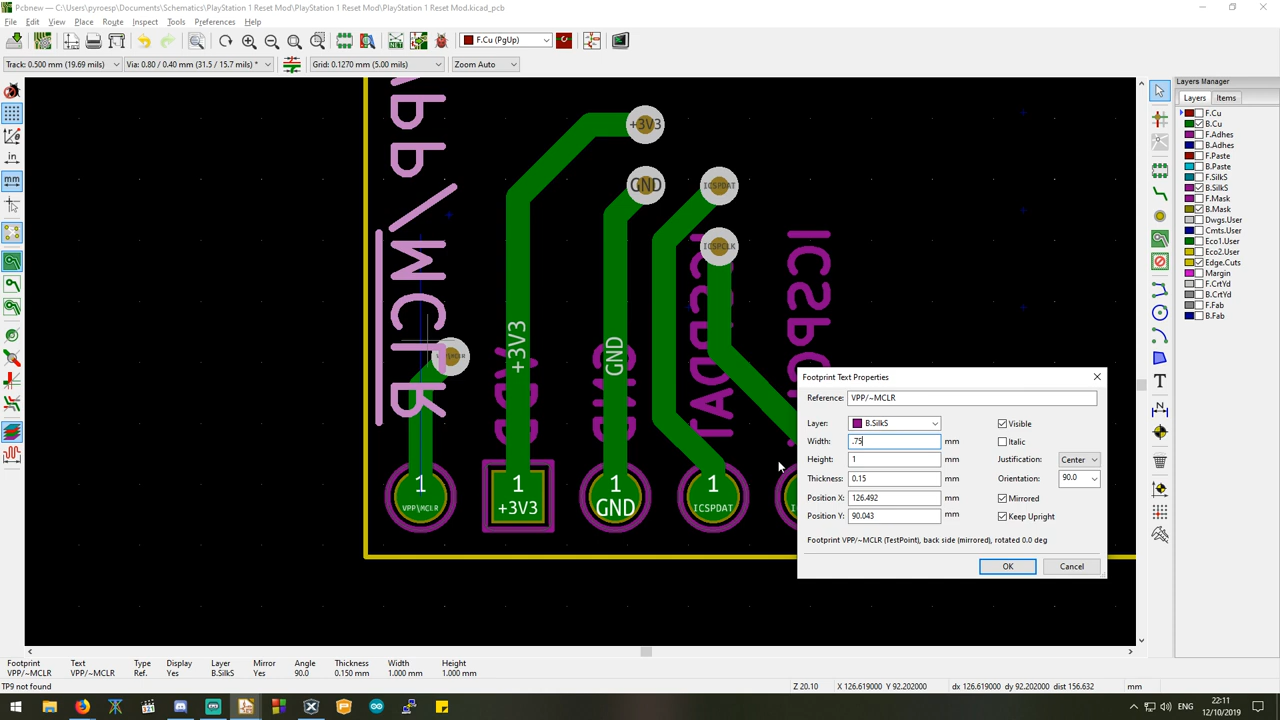 Pcbnew — C:\Users\pyroesp\Documents\Schematics\PlayStation 1 Reset Mod\PlayStation 1 Reset Mod.kicad_pcb
File Edit View Place Route Inspect Tools Preferences Help
F.Cu (PgUp)
Track: 0.500 mm (19.69 mils) Via: 0.80 / 0.40 mm (31.5 / 15.7 mils) * Grid: 0.1270 mm (5.00 mils) Zoom Auto
Layers Manager
Layers Items
F.Cu
B.Cu
F.Adhes
B.Adhes
F.Paste
B.Paste
F.SilkS
B.SilkS
F.Mask
B.Mask
Dwgs.User
Cmts.User
Eco1.User
Eco2.User
Edge.Cuts
Margin
F.CrtYd
B.CrtYd
F.Fab
B.Fab
+3V3
GND
ICSPDAT
ICSPCLK
VPP\MCLR
VPP/MCLR
+3V3
GND
1 1 1 1
VPP\MCLR +3V3 GND ICSPDAT
Footprint Text Properties
Reference: VPP/~MCLR
Layer: B.SilkS Visible
Width: .75 mm Italic
Height: 1 mm Justification: Center
Thickness: 0.15 mm Orientation: 90.0
Position X: 126.492 mm Mirrored
Position Y: 90.043 mm Keep Upright
Footprint VPP/~MCLR (TestPoint), back side (mirrored), rotated 0.0 deg
OK Cancel
Footprint Text Type Display Layer Mirror Angle Thickness Width Height
VPP/~MCLR VPP/~MCLR Ref. Yes B.SilkS Yes 90.0 0.150 mm 1.000 mm 1.000 mm
TP9 not found Z 20.10 X 126.619000 Y 92.202000 dx 126.619000 dy 92.202000 dist 156.632 mm
ENG 22:11
12/10/2019